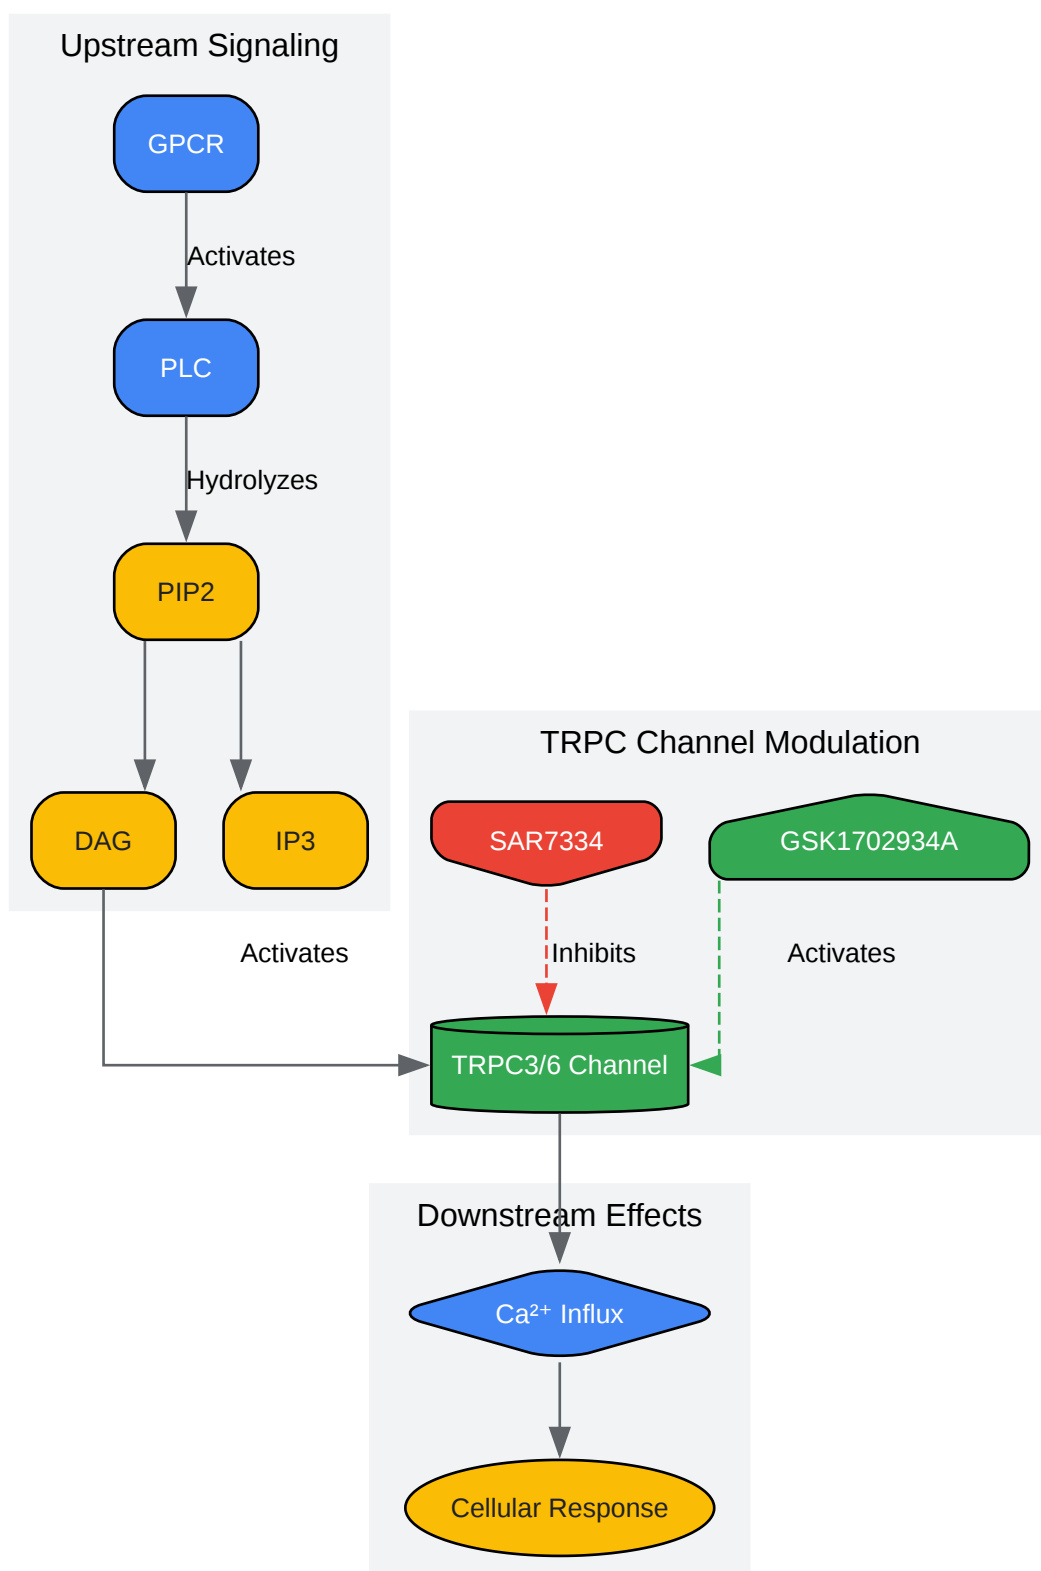 Upstream Signaling
GPCR
Activates
PLC
Hydrolyzes
PIP2
DAG
IP3
Activates
TRPC Channel Modulation
SAR7334
GSK1702934A
Inhibits
Activates
TRPC3/6 Channel
Downstream Effects
Ca²⁺ Influx
Cellular Response